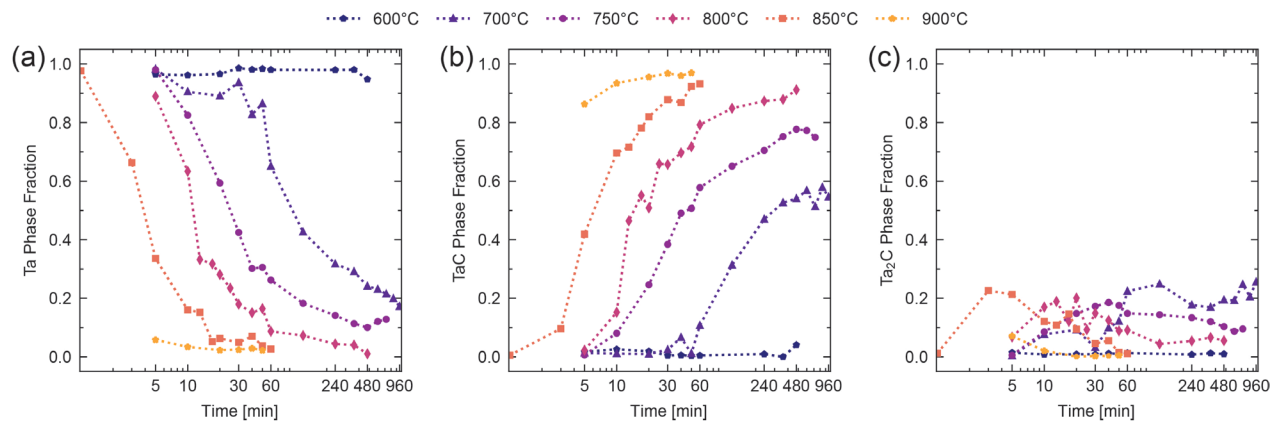 600°C 700°C 750°C 800°C 850°C 900°C
(a)
Ta Phase Fraction
1.0
0.8
0.6
0.4
0.2
0.0
5 10 30 60 240 480 960
Time [min]
(b)
TaC Phase Fraction
1.0
0.8
0.6
0.4
0.2
0.0
5 10 30 60 240 480 960
Time [min]
(c)
Ta₂C Phase Fraction
1.0
0.8
0.6
0.4
0.2
0.0
5 10 30 60 240 480 960
Time [min]